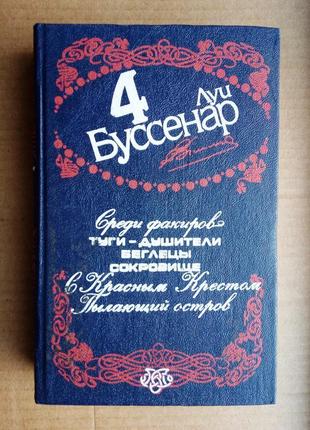 4
Луи
Буссенар
Среди факиров
ТУГИ – ДУШИТЕЛИ
БЕГЛЕЦЫ
СОКРОВИЩЕ
в Красным Крестом
Пылающий остров